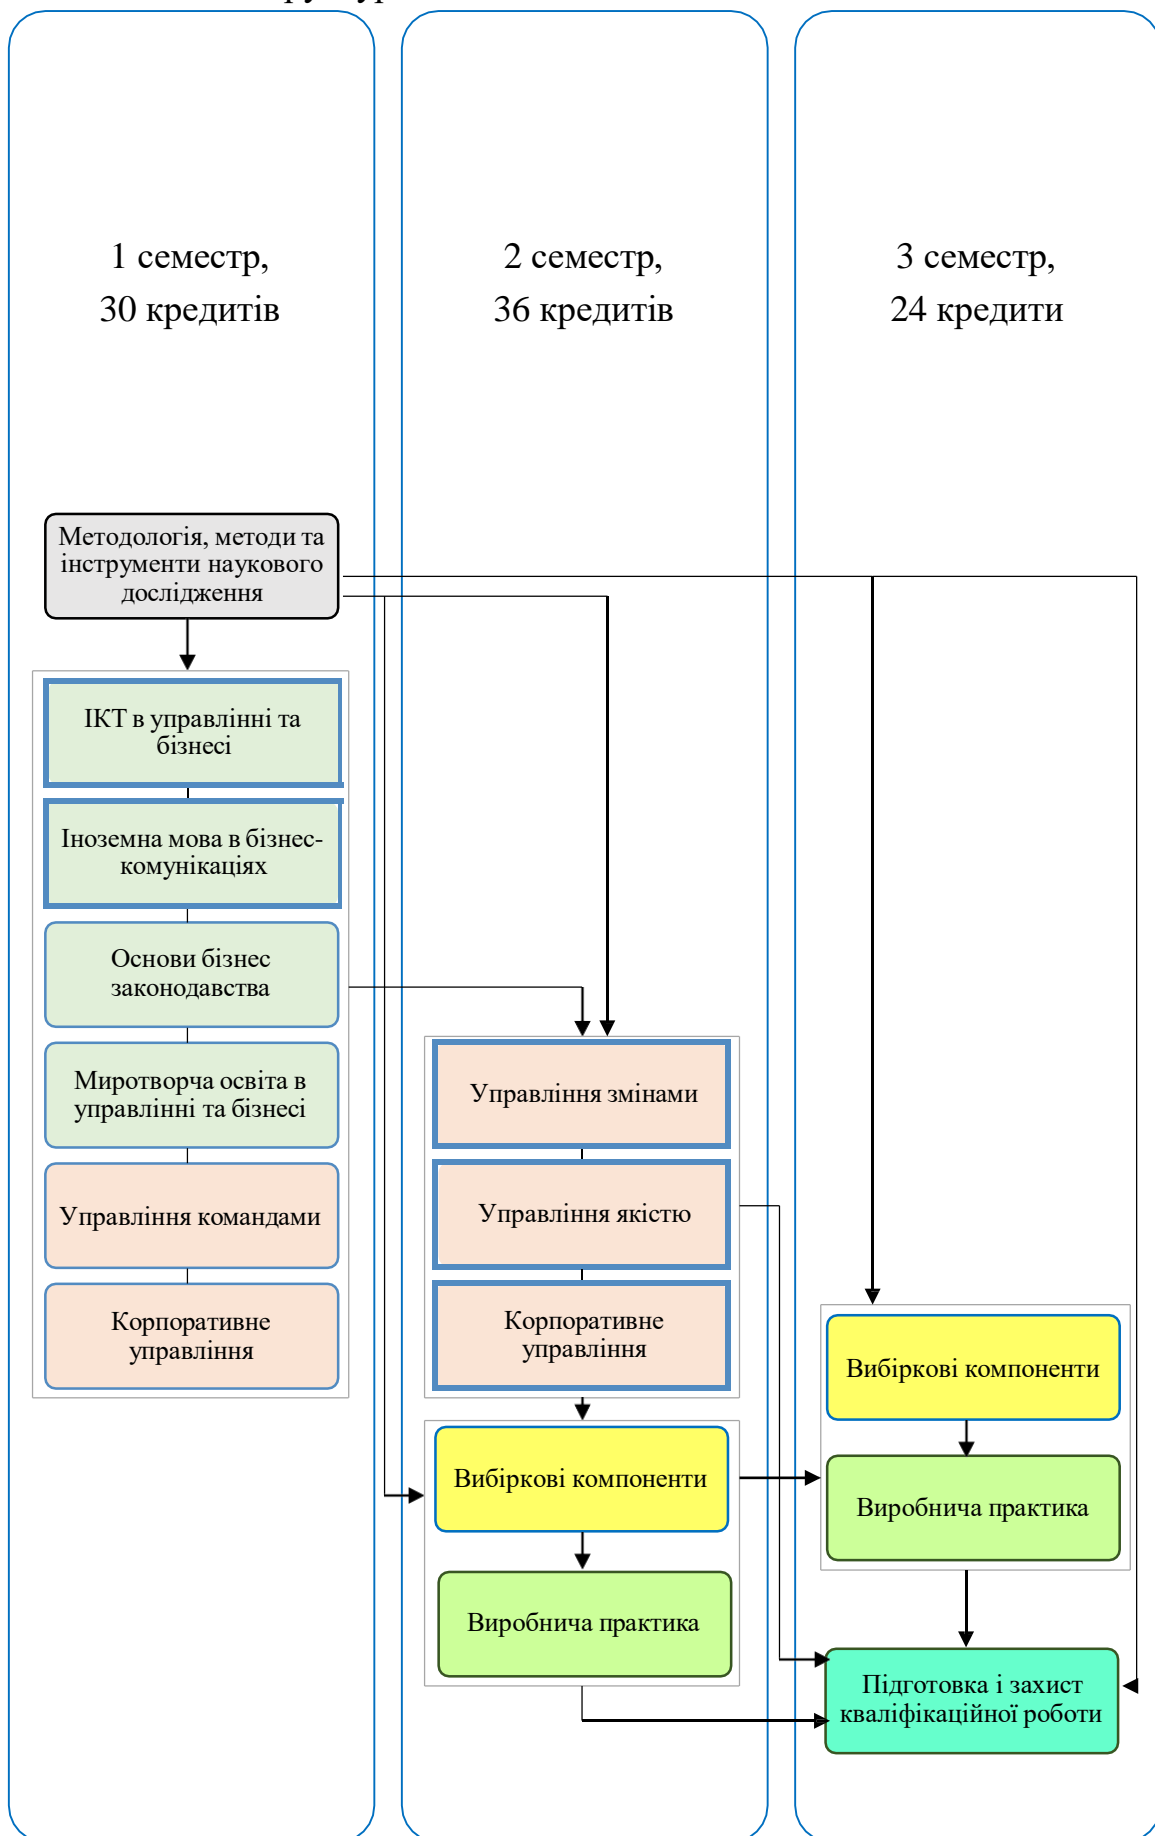 1 семестр,
30 кредитів
Методологія, методи та
інструменти наукового
дослідження
ІКТ в управлінні та
бізнесі
Іноземна мова в бізнес-
комунікаціях
Основи бізнес
законодавства
Миротворча освіта в
управлінні та бізнесі
Управління командами
Корпоративне
управління
2 семестр,
36 кредитів
Управління змінами
Управління якістю
Корпоративне
управління
Вибіркові компоненти
Виробнича практика
3 семестр,
24 кредити
Вибіркові компоненти
Виробнича практика
Підготовка і захист
кваліфікаційної роботи